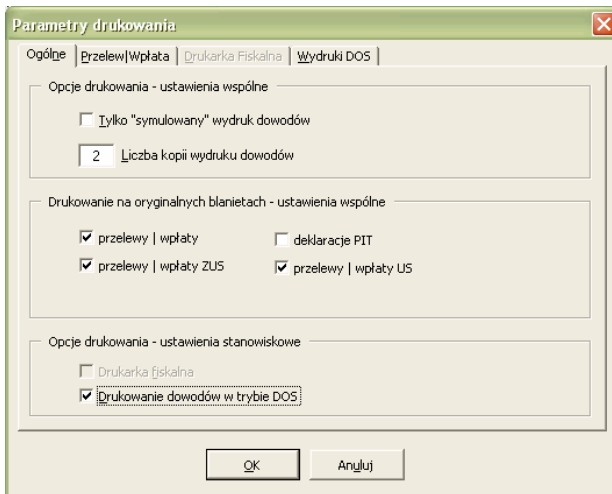 Parametry drukowania
Ogólne Przelew|Wpłata Drukarka Fiskalna Wydruki DOS
Opcje drukowania - ustawienia wspólne
Tylko "symulowany" wydruk dowodów
2 Liczba kopii wydruku dowodów
Drukowanie na oryginalnych blanietach - ustawienia wspólne
przelewy | wpłaty deklaracje PIT
przelewy | wpłaty ZUS przelewy | wpłaty US
Opcje drukowania - ustawienia stanowiskowe
Drukarka fiskalna
Drukowanie dowodów w trybie DOS
OK Anuluj